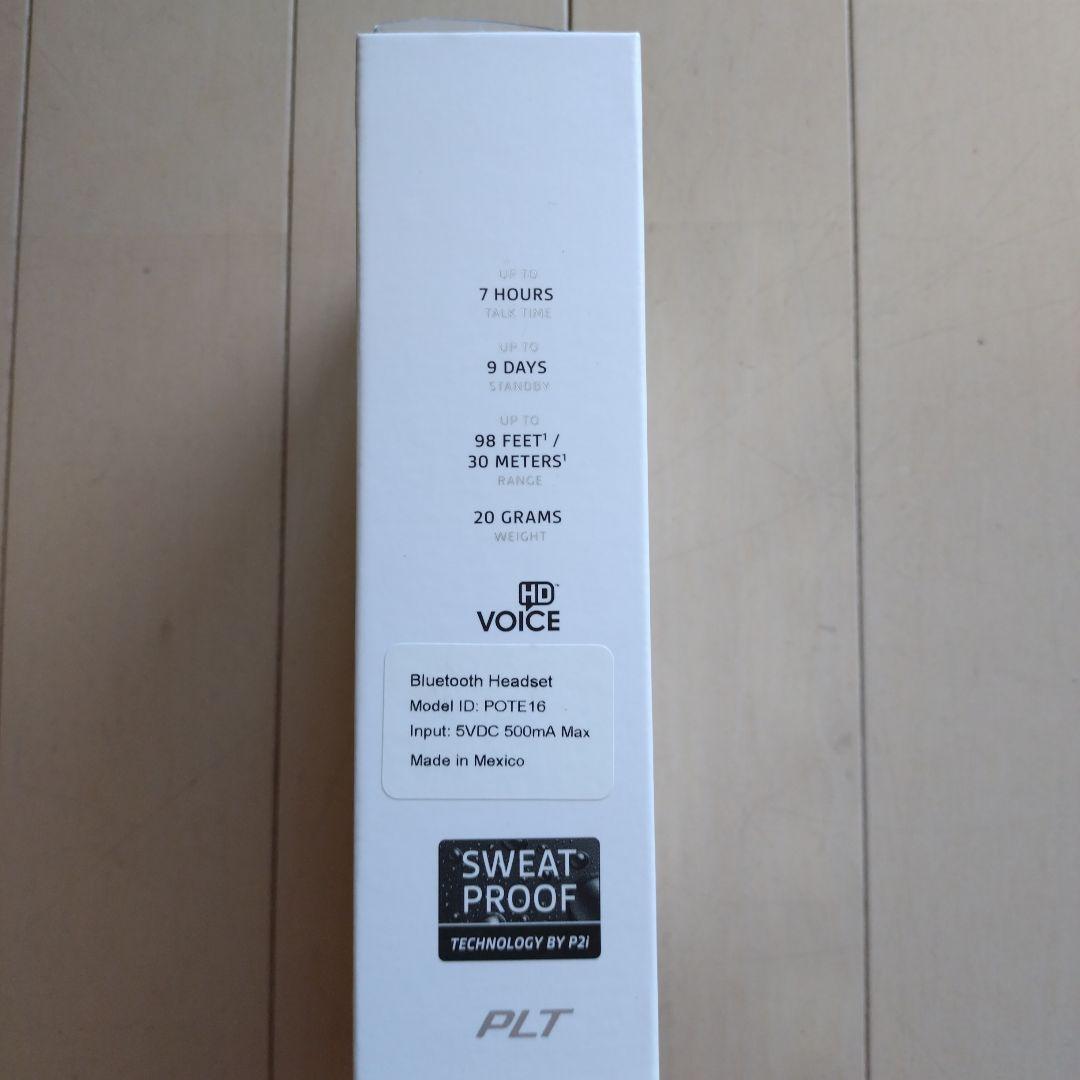 UP TO
7 HOURS
TALK TIME
UP TO
9 DAYS
STANDBY
UP TO
98 FEET¹ /
30 METERS¹
RANGE
20 GRAMS
WEIGHT
HD™
VOICE
Bluetooth Headset
Model ID: POTE16
Input: 5VDC 500mA Max
Made in Mexico
SWEAT
PROOF
TECHNOLOGY BY P2i
PLT